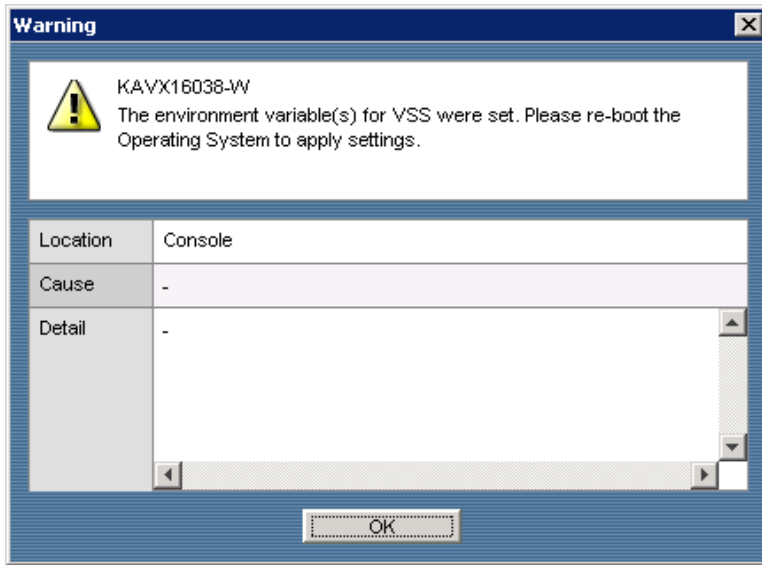 Warning
KAVX16038-W
The environment variable(s) for VSS were set. Please re-boot the
Operating System to apply settings.
Location Console
Cause -
Detail -
OK